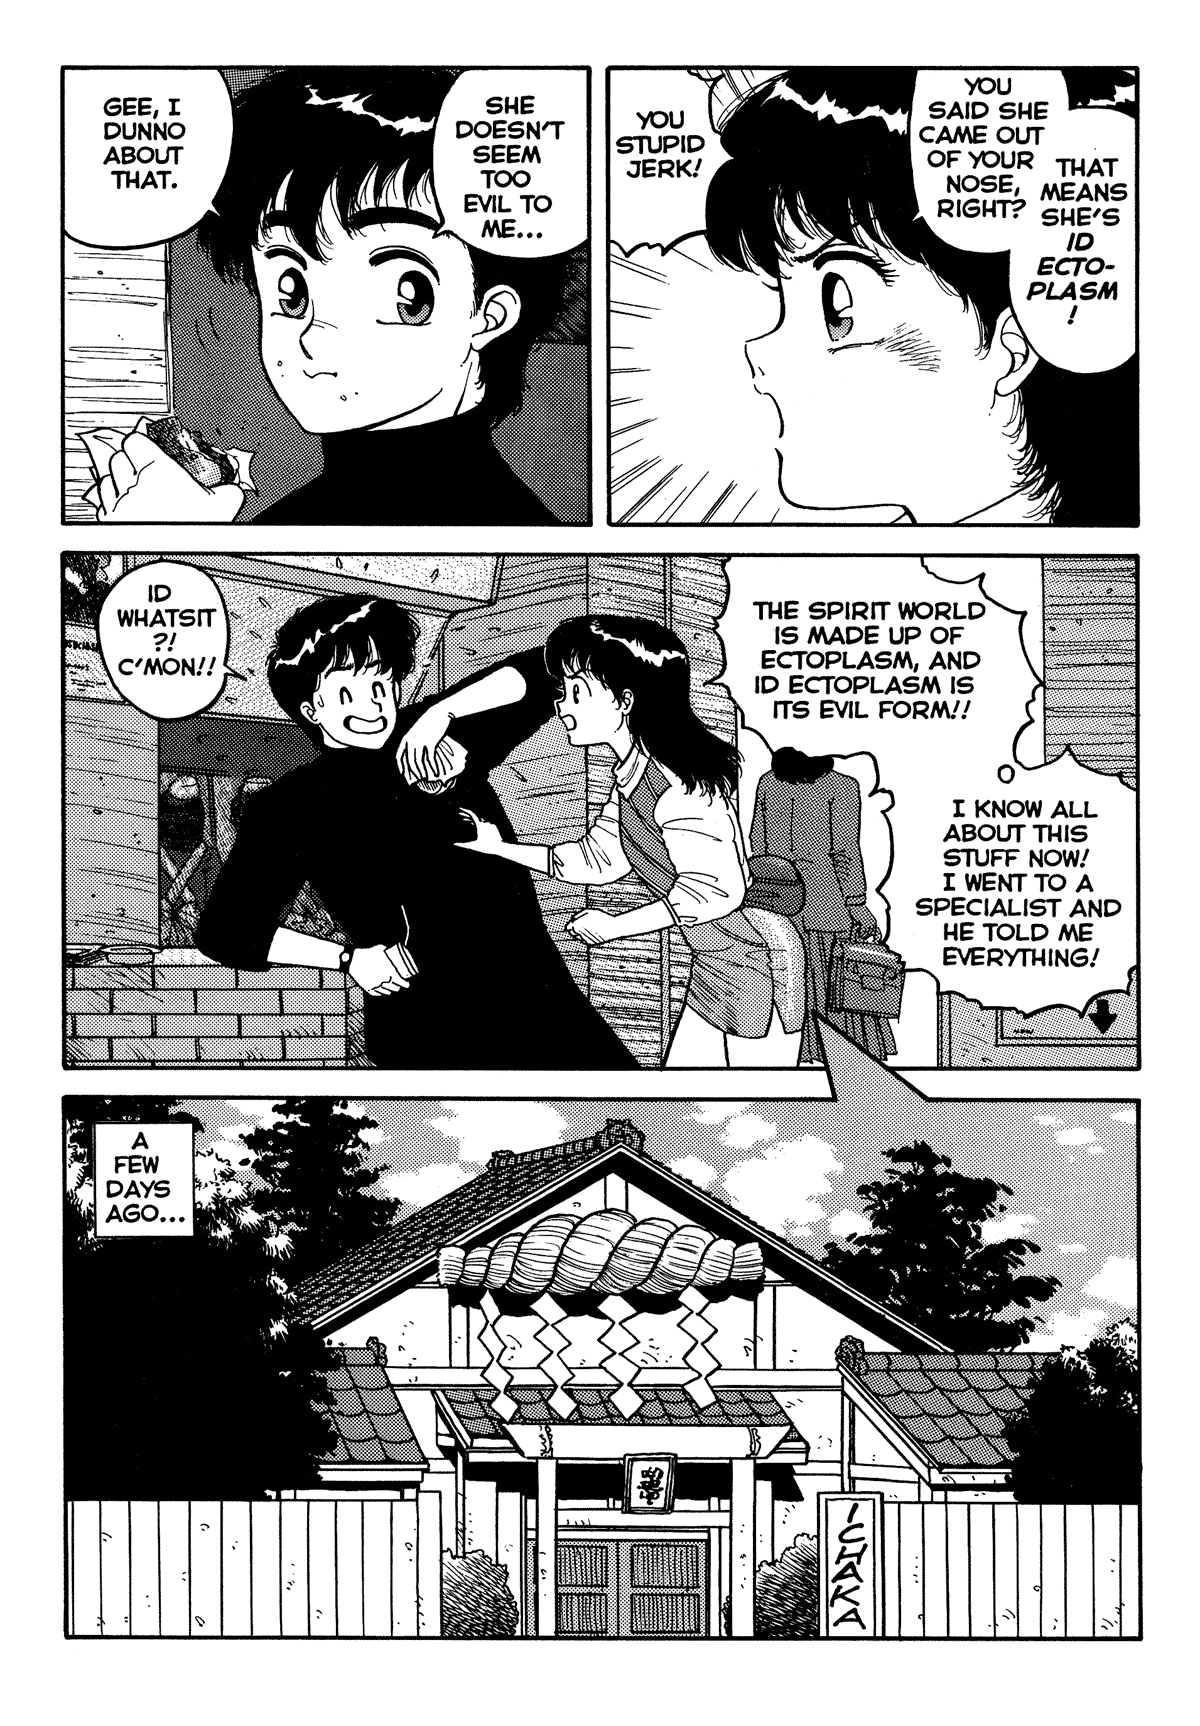 GEE, I
DUNNO
ABOUT
THAT.
SHE
DOESN'T
SEEM
TOO
EVIL TO
ME...
YOU
STUPID
JERK!
YOU
SAID SHE
CAME OUT
OF YOUR
NOSE,
RIGHT?
THAT
MEANS
SHE'S
ID
ECTO-
PLASM
!
ID
WHATSIT
?!
C'MON!!
THE SPIRIT WORLD
IS MADE UP OF
ECTOPLASM, AND
ID ECTOPLASM IS
ITS EVIL FORM!!
I KNOW ALL
ABOUT THIS
STUFF NOW!
I WENT TO A
SPECIALIST AND
HE TOLD ME
EVERYTHING!
A
FEW
DAYS
AGO...
ICHAKA